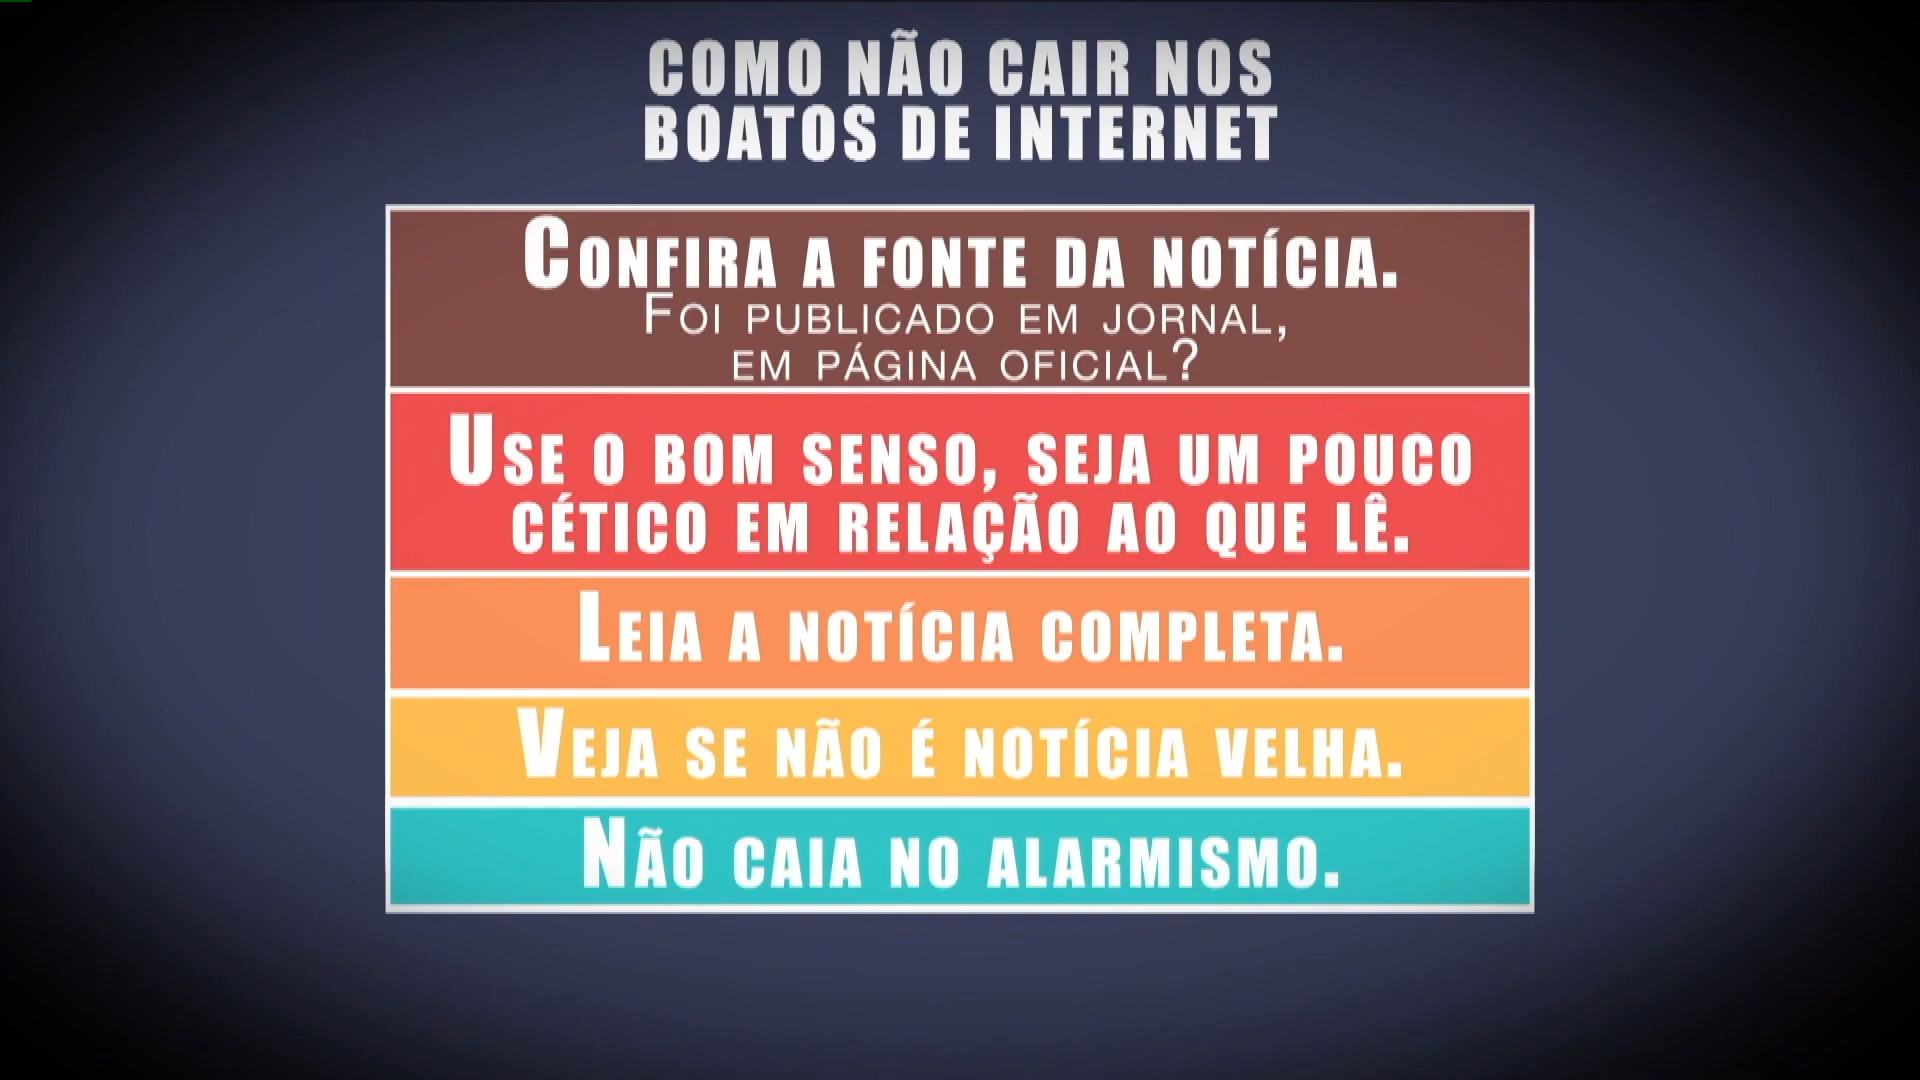 COMO NÃO CAIR NOS
BOATOS DE INTERNET
CONFIRA A FONTE DA NOTÍCIA.
FOI PUBLICADO EM JORNAL,
EM PÁGINA OFICIAL?
USE O BOM SENSO, SEJA UM POUCO
CÉTICO EM RELAÇÃO AO QUE LÊ.
LEIA A NOTÍCIA COMPLETA.
VEJA SE NÃO É NOTÍCIA VELHA.
NÃO CAIA NO ALARMISMO.